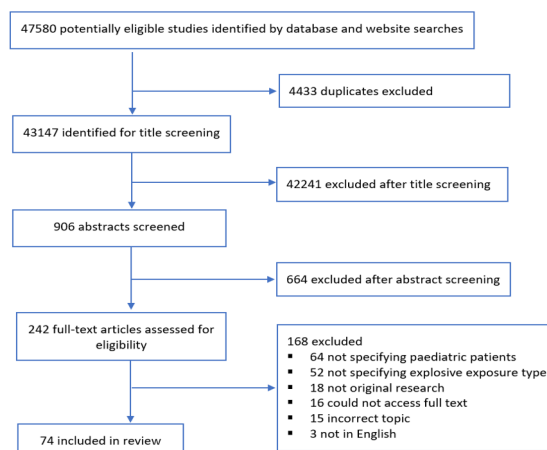 47580 potentially eligible studies identified by database and website searches
4433 duplicates excluded
43147 identified for title screening
42241 excluded after title screening
906 abstracts screened
664 excluded after abstract screening
242 full-text articles assessed for
eligibility
168 excluded
▪ 64 not specifying paediatric patients
▪ 52 not specifying explosive exposure type
▪ 18 not original research
▪ 16 could not access full text
▪ 15 incorrect topic
▪ 3 not in English
74 included in review